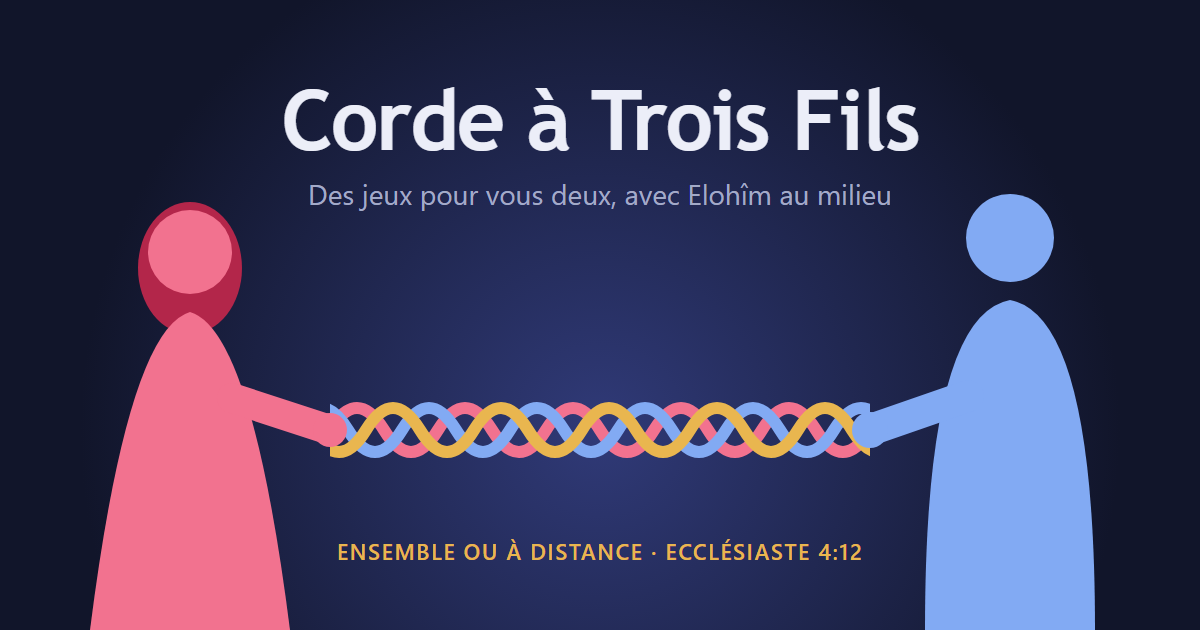 Corde à Trois Fils
Des jeux pour vous deux, avec Elohîm au milieu
ENSEMBLE OU À DISTANCE · ECCLÉSIASTE 4:12